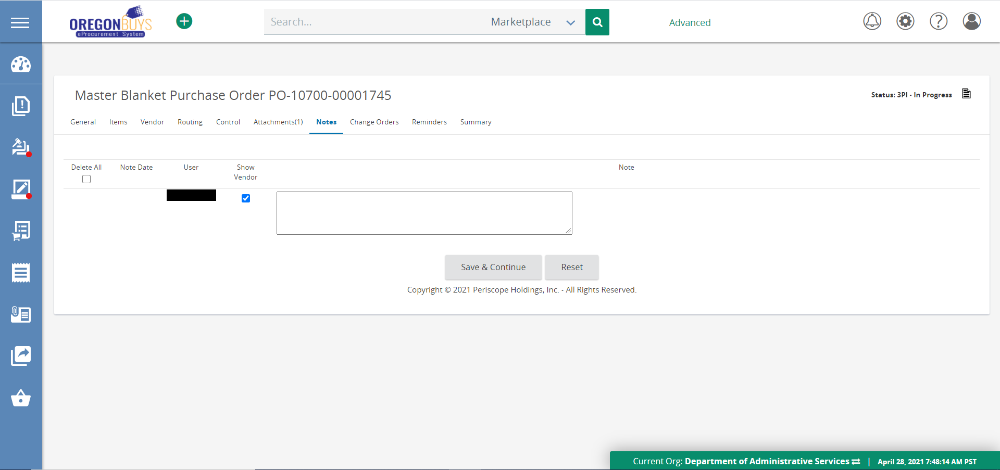 OREGONBUYS
eProcurement System
Search...
Marketplace
Advanced
Master Blanket Purchase Order PO-10700-00001745
Status: 3PI - In Progress
General Items Vendor Routing Control Attachments(1) Notes Change Orders Reminders Summary
Delete All Note Date User Show Vendor Note
Save & Continue Reset
Copyright © 2021 Periscope Holdings, Inc. - All Rights Reserved.
Current Org: Department of Administrative Services | April 28, 2021 7:48:14 AM PST